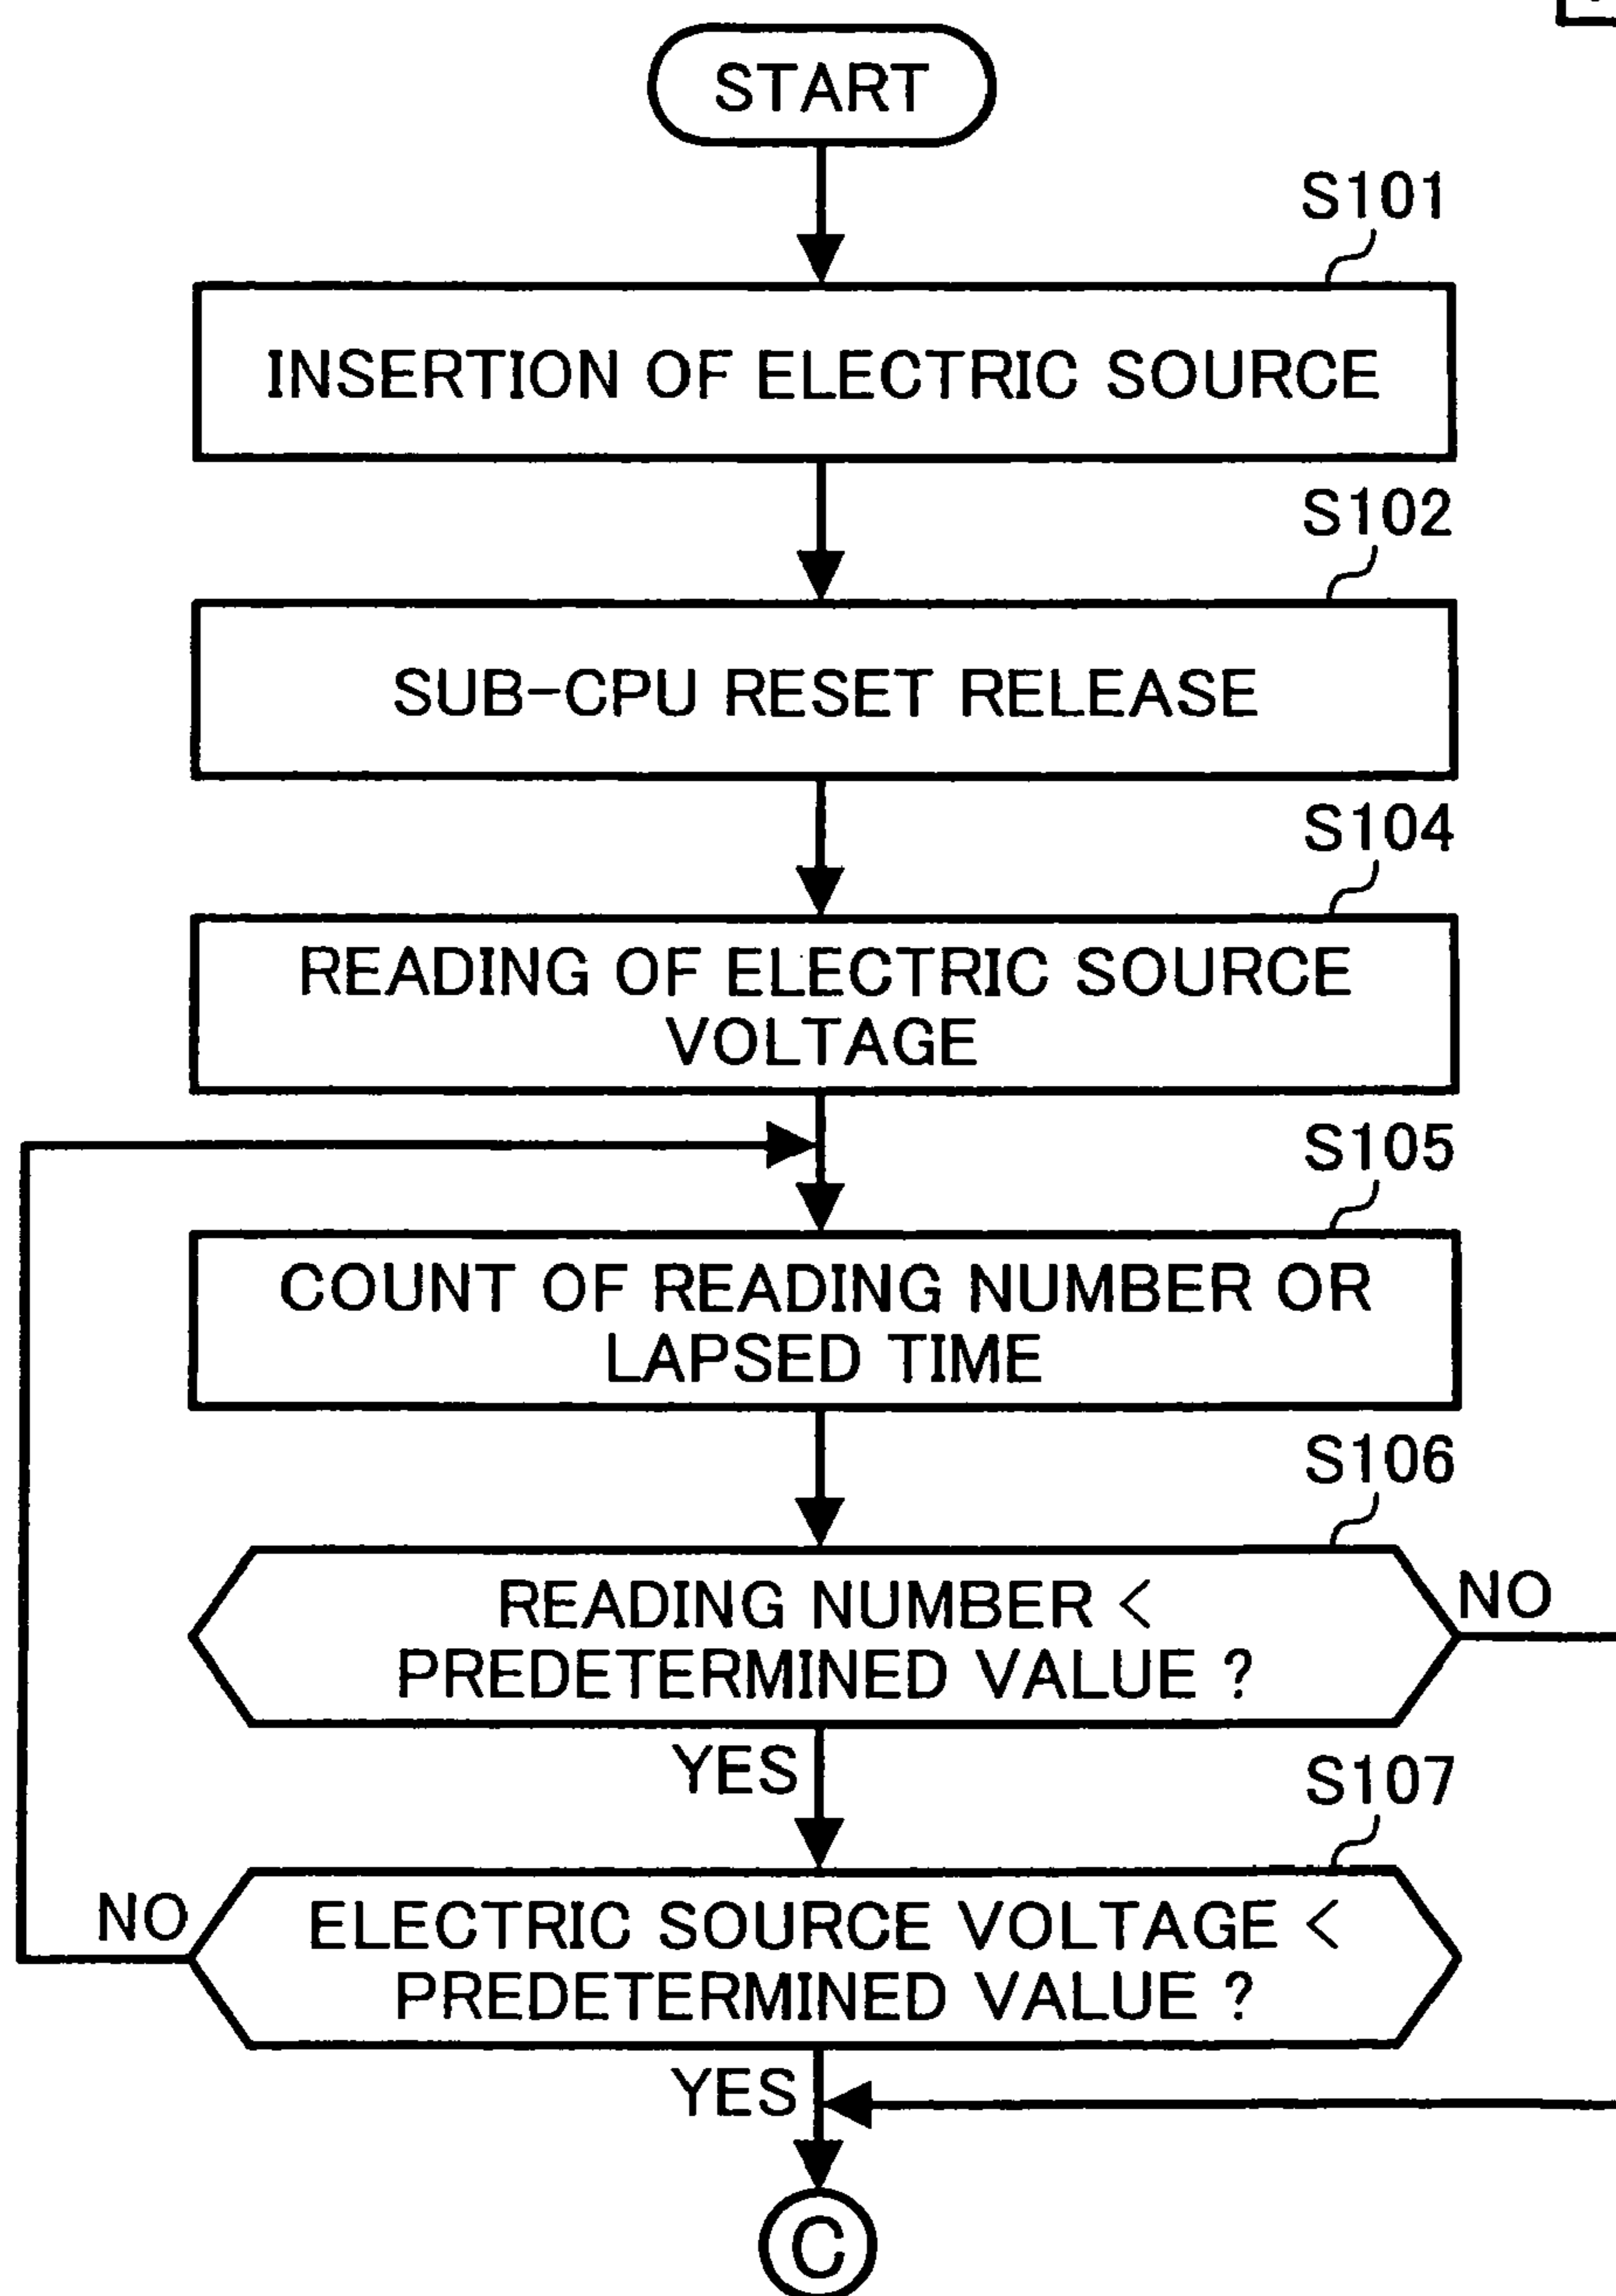 START
S101
INSERTION OF ELECTRIC SOURCE
S102
SUB-CPU RESET RELEASE
S104
READING OF ELECTRIC SOURCE
VOLTAGE
S105
COUNT OF READING NUMBER OR
LAPSED TIME
S106
READING NUMBER <
PREDETERMINED VALUE ?
NO
YES
S107
ELECTRIC SOURCE VOLTAGE <
PREDETERMINED VALUE ?
NO
YES
C